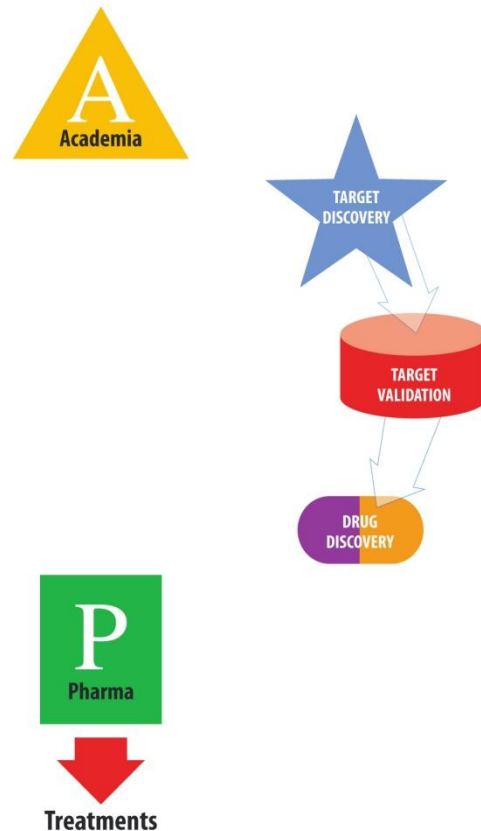 A
Academia
TARGET
DISCOVERY
TARGET
VALIDATION
DRUG
DISCOVERY
P
Pharma
Treatments